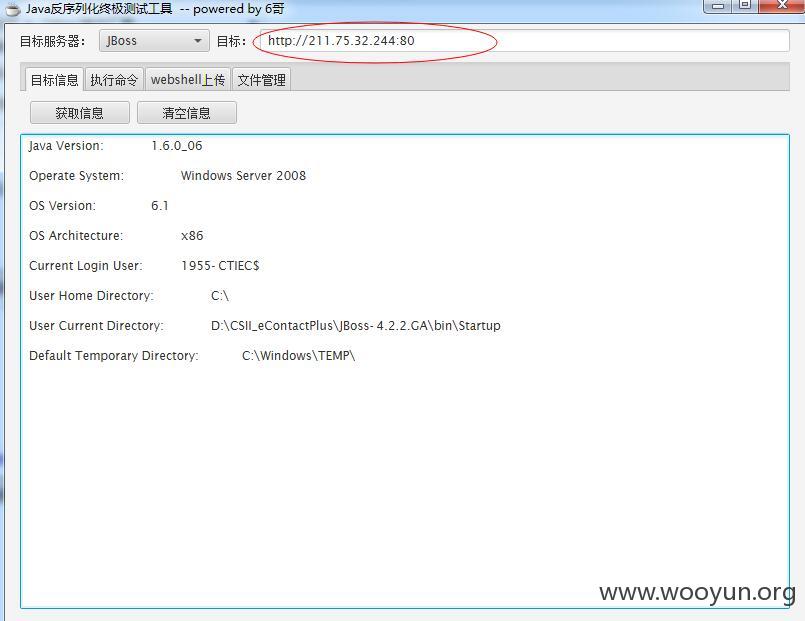 Java反序列化终极测试工具 -- powered by 6哥
目标服务器： JBoss 目标： http://211.75.32.244:80
目标信息 执行命令 webshell上传 文件管理
获取信息 清空信息
Java Version: 1.6.0_06
Operate System: Windows Server 2008
OS Version: 6.1
OS Architecture: x86
Current Login User: 1955- CTIEC$
User Home Directory: C:\
User Current Directory: D:\CSII_eContactPlus\JBoss- 4.2.2.GA\bin\Startup
Default Temporary Directory: C:\Windows\TEMP\
www.wooyun.org